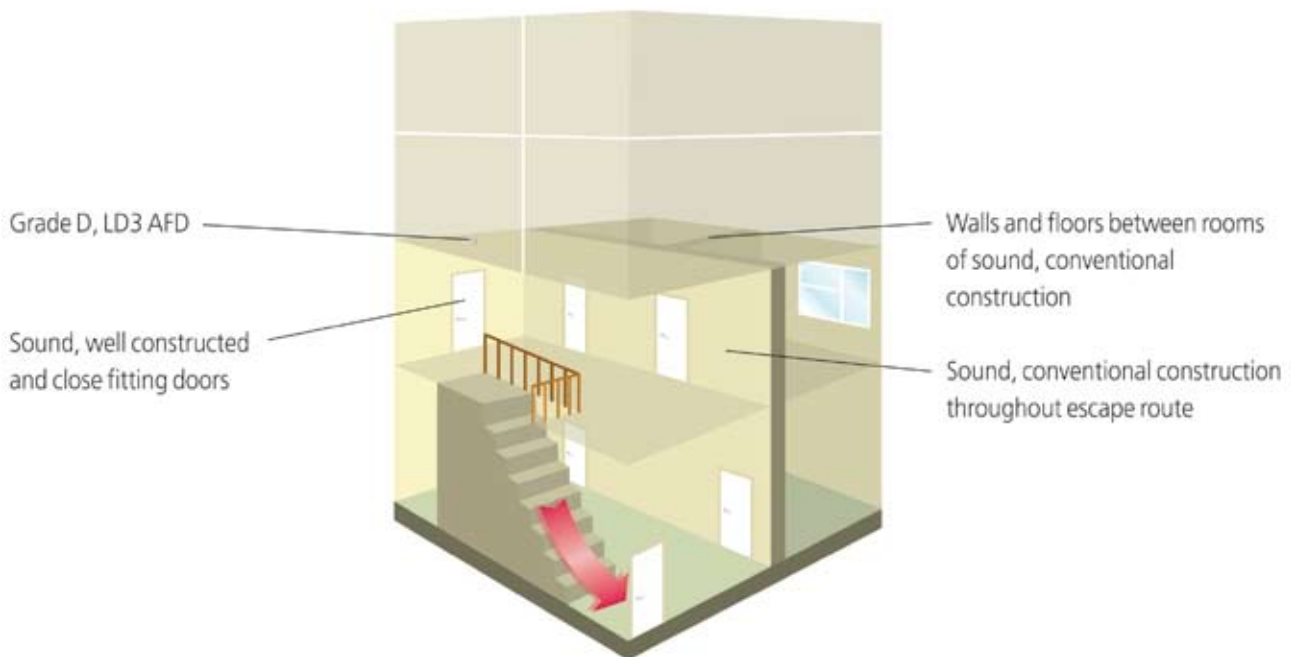 Grade D, LD3 AFD
Sound, well constructed
and close fitting doors
Walls and floors between rooms
of sound, conventional
construction
Sound, conventional construction
throughout escape route